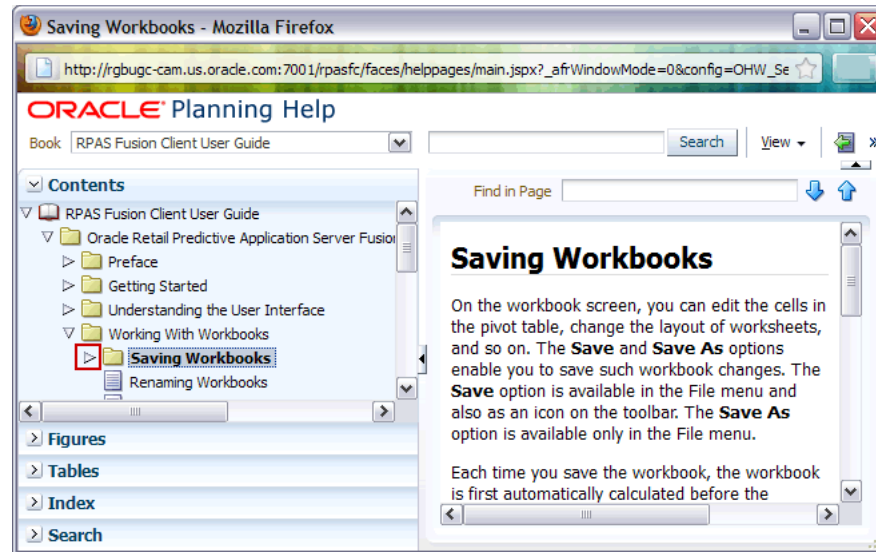 Saving Workbooks - Mozilla Firefox
http://rgbugc-cam.us.oracle.com:7001/rpasfc/faces/helppages/main.jspx?_afrWindowMode=0&config=OHW_Se
ORACLE® Planning Help
Book RPAS Fusion Client User Guide Search View »
Contents
RPAS Fusion Client User Guide
Oracle Retail Predictive Application Server Fusion
Preface
Getting Started
Understanding the User Interface
Working With Workbooks
Saving Workbooks
Renaming Workbooks
Figures
Tables
Index
Search
Find in Page
Saving Workbooks
On the workbook screen, you can edit the cells in
the pivot table, change the layout of worksheets,
and so on. The Save and Save As options
enable you to save such workbook changes. The
Save option is available in the File menu and
also as an icon on the toolbar. The Save As
option is available only in the File menu.
Each time you save the workbook, the workbook
is first automatically calculated before the